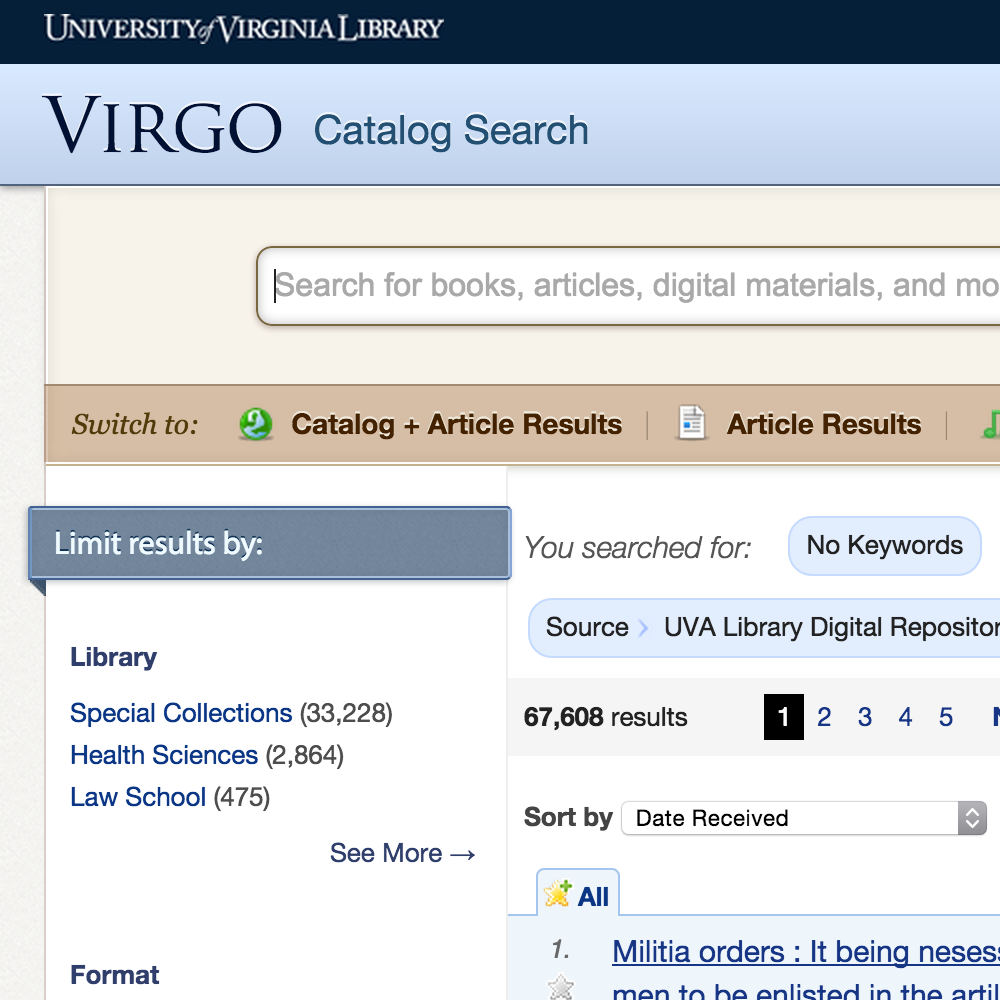 UNIVERSITY of VIRGINIA LIBRARY
VIRGO Catalog Search
Search for books, articles, digital materials, and mo
Switch to: Catalog + Article Results | Article Results |
Limit results by:
Library
Special Collections (33,228)
Health Sciences (2,864)
Law School (475)
See More →
Format
You searched for: No Keywords
Source › UVA Library Digital Repositor
67,608 results 1 2 3 4 5 N
Sort by Date Received
All
1. Militia orders : It being neses
men to be enlisted in the artil